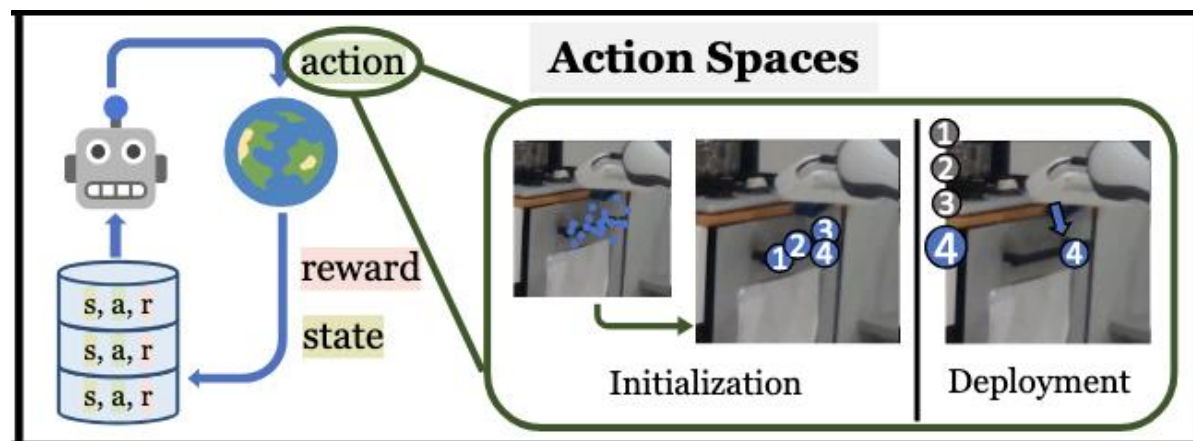 action
Action Spaces
reward
state
s, a, r
s, a, r
s, a, r
1
2
3
4
Initialization
1
2
3
4
4
Deployment